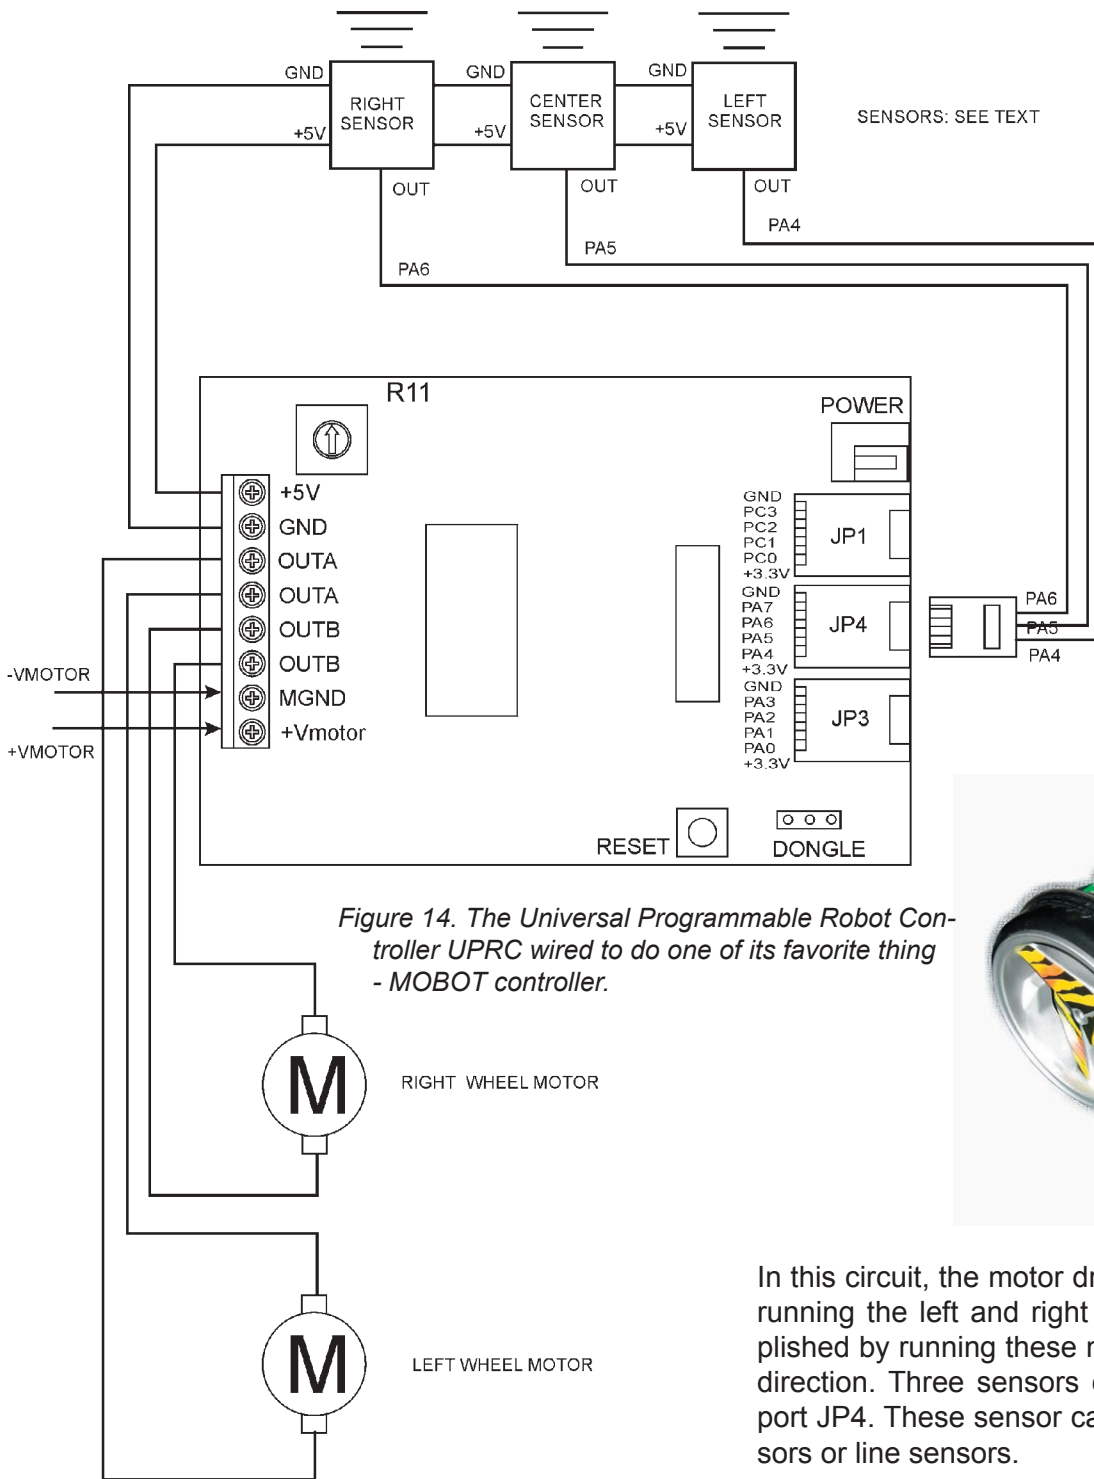 GND
GND
GND
RIGHT
SENSOR
CENTER
SENSOR
LEFT
SENSOR
SENSORS: SEE TEXT
+5V
+5V
+5V
OUT
OUT
OUT
PA4
PA5
PA6
R11
POWER
+5V
GND
OUTA
OUTA
OUTB
OUTB
MGND
+Vmotor
-VMOTOR
+VMOTOR
GND
PC3
PC2
PC1
PC0
+3.3V
JP1
GND
PA7
PA6
PA5
PA4
+3.3V
JP4
GND
PA3
PA2
PA1
PA0
+3.3V
JP3
PA6
PA5
PA4
RESET
DONGLE
Figure 14. The Universal Programmable Robot Con-
troller UPRC wired to do one of its favorite thing
- MOBOT controller.
M
RIGHT WHEEL MOTOR
M
LEFT WHEEL MOTOR
In this circuit, the motor
running the left and right
plished by running these
direction. Three sensors
port JP4. These sensor
sors or line sensors.